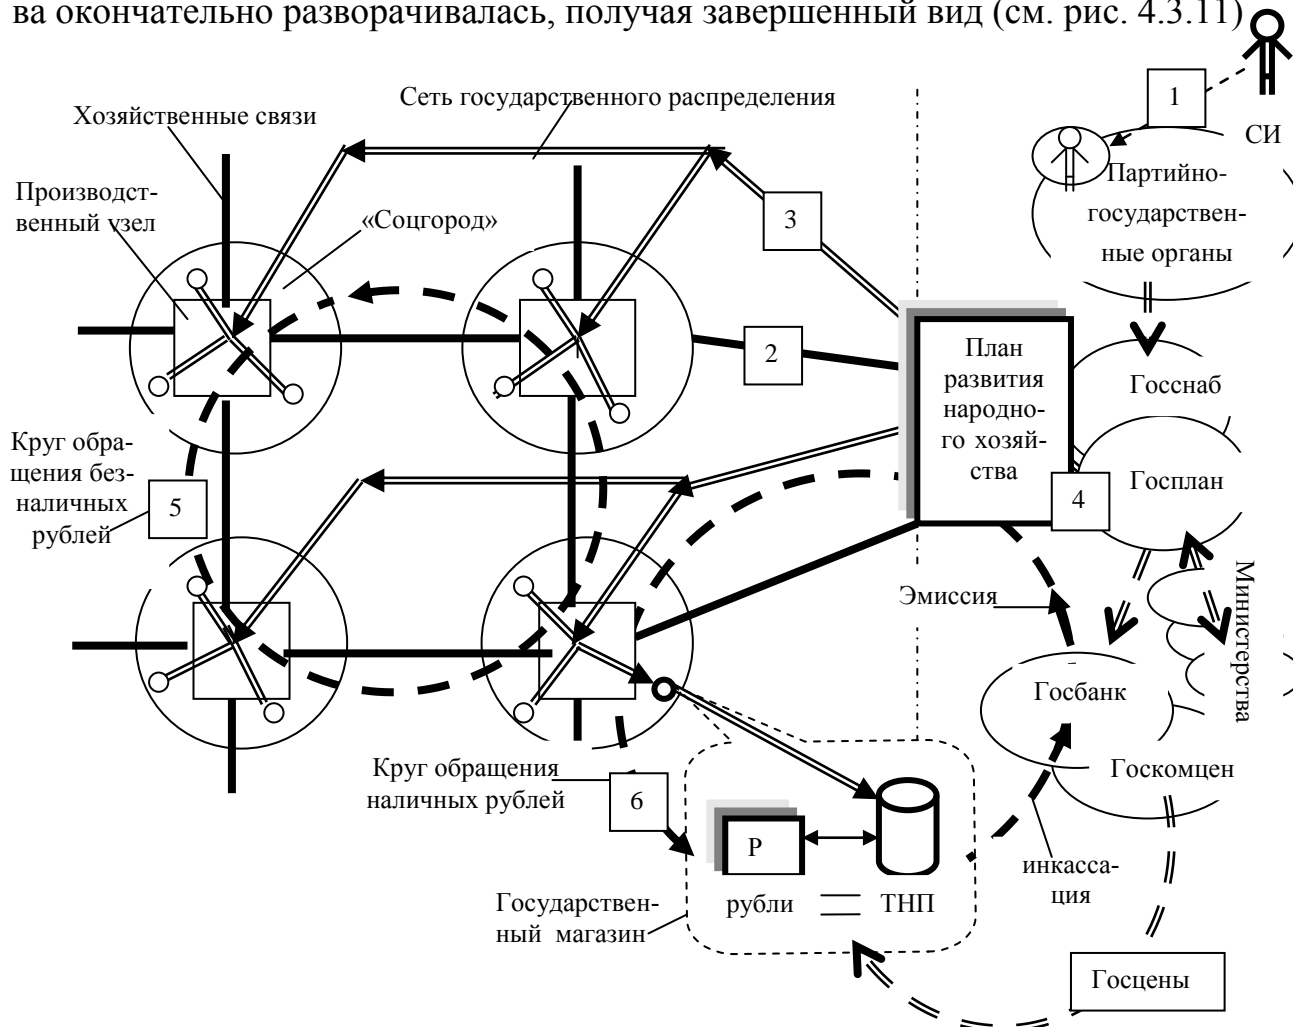 ва окончательно разворачивалась, получая завершенный вид (см. рис. 4.3.11)
Сеть государственного распределения
Хозяйственные связи
1
СИ
Производст-
венный узел
«Соцгород»
3
Партийно-
государствен-
ные органы
2
План
развития
народно-
го хозяй-
ства
Госснаб
Круг обра-
щения без-
наличных
рублей
5
4
Госплан
Эмиссия
Министерства
Госбанк
Круг обращения
наличных рублей
6
Госкомцен
Р
инкасса-
ция
Государствен-
ный магазин
рубли
ТНП
Госцены